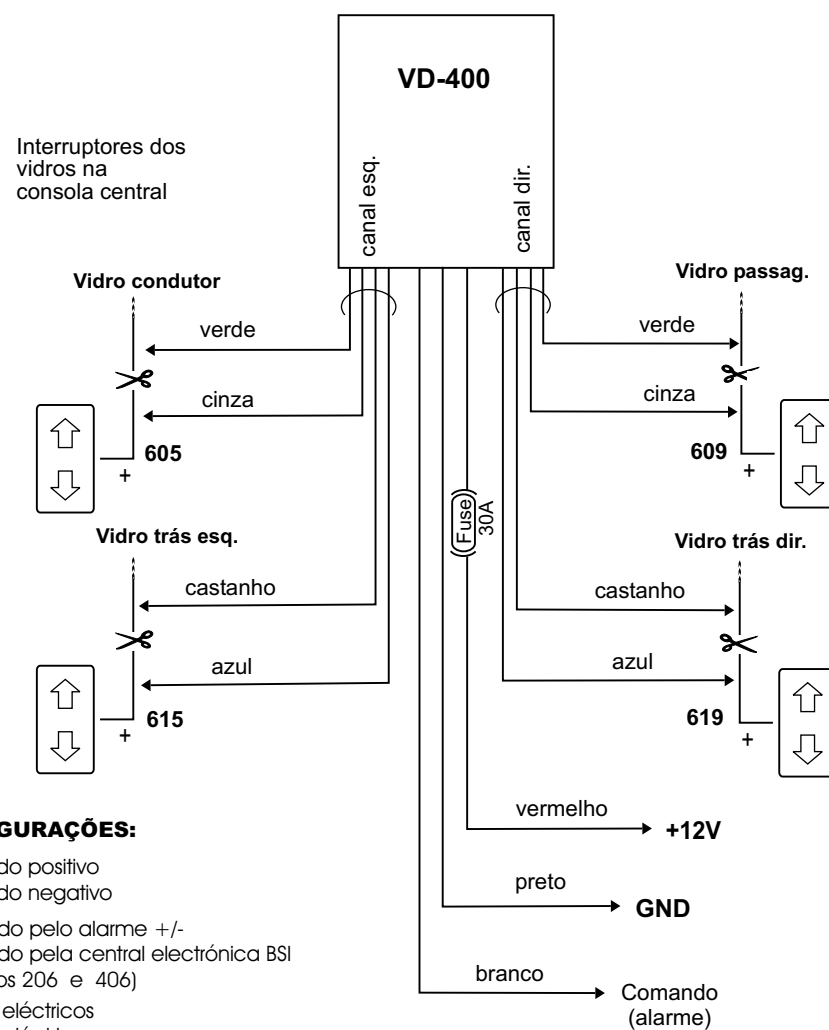 VD-400
Interruptores dos
vidros na
consola central
canal esq.
canal dir.
Vidro condutor
Vidro passag.
verde
verde
cinza
cinza
605
+
609
+
Fuse
30A
Vidro trás esq.
Vidro trás dir.
castanho
castanho
azul
azul
615
+
619
+
vermelho
+12V
GURAÇÕES:
do positivo
do negativo
preto
GND
do pelo alarme +/-
do pela central electrónica BSI
os 206 e 406)
branco
Comando
(alarme)
eléctricos